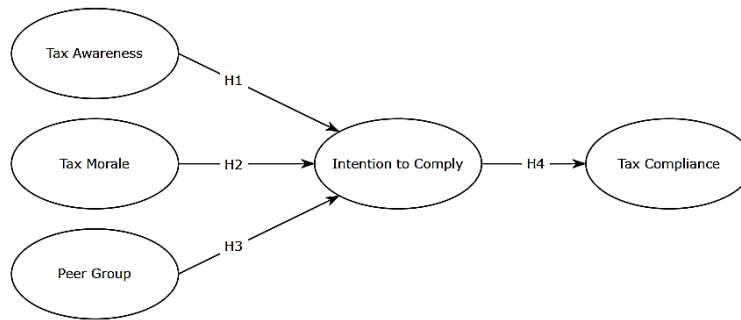 Tax Awareness
H1
Tax Morale
H2
Intention to Comply
H4
Tax Compliance
H3
Peer Group